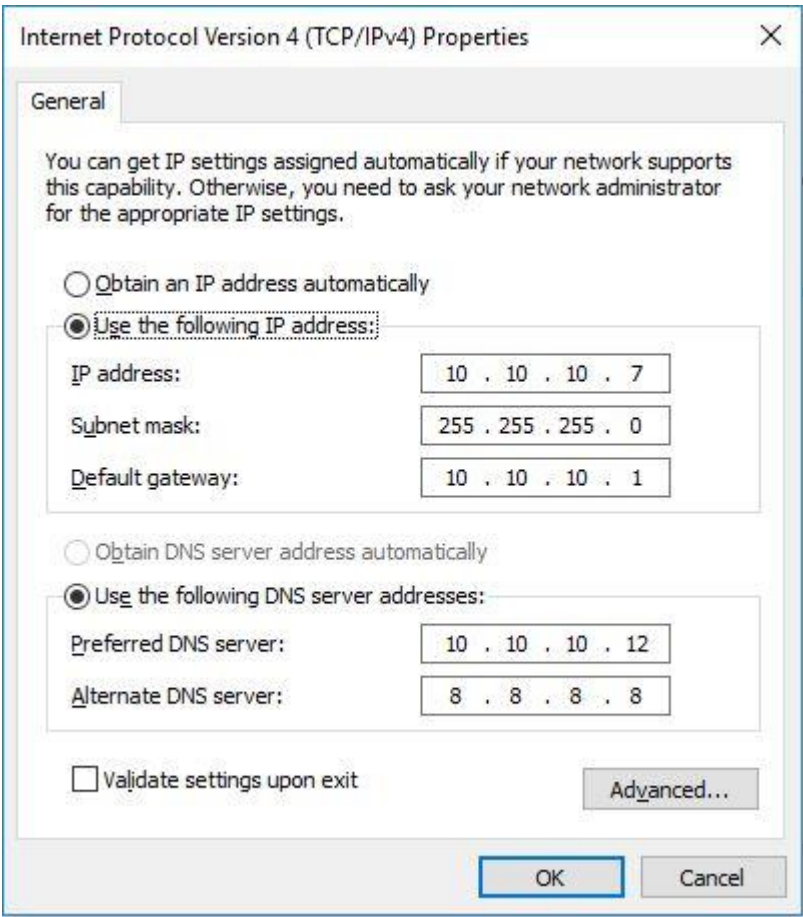 Internet Protocol Version 4 (TCP/IPv4) Properties
General
You can get IP settings assigned automatically if your network supports
this capability. Otherwise, you need to ask your network administrator
for the appropriate IP settings.
Obtain an IP address automatically
Use the following IP address:
IP address: 10 . 10 . 10 . 7
Subnet mask: 255 . 255 . 255 . 0
Default gateway: 10 . 10 . 10 . 1
Obtain DNS server address automatically
Use the following DNS server addresses:
Preferred DNS server: 10 . 10 . 10 . 12
Alternate DNS server: 8 . 8 . 8 . 8
Validate settings upon exit
Advanced...
OK Cancel